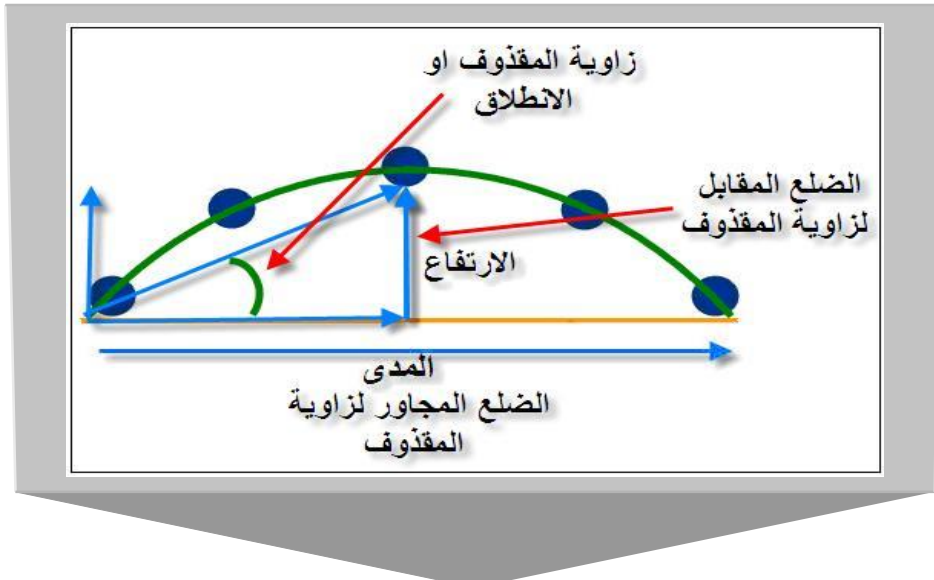 زاوية المقذوف او
الانطلاق
الضلع المقابل
لزاوية المقذوف
الارتفاع
المدى
الضلع المجاور لزاوية
المقذوف